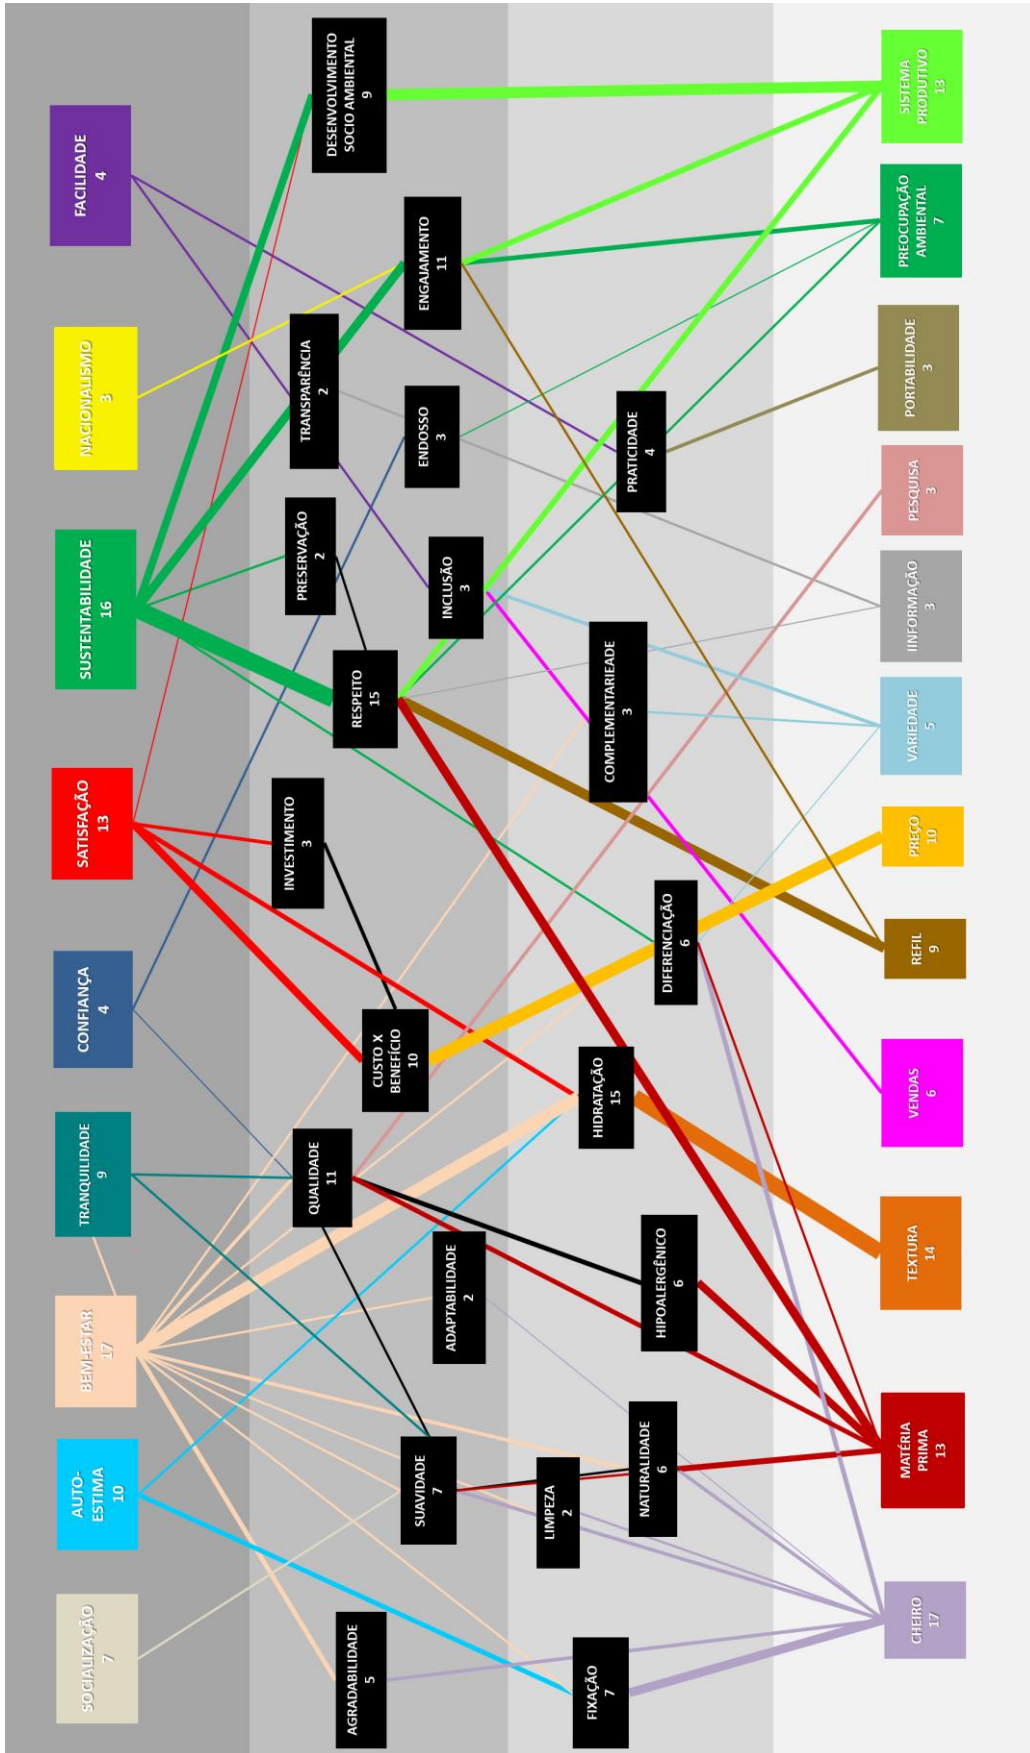 SOCIALIZAÇÃO
7
AUTO-
ESTIMA
10
BEM-ESTAR
17
TRANQUILIDADE
9
CONFIANÇA
4
SATISFAÇÃO
13
SUSTENTABILIDADE
16
NACIONALISMO
3
FACILIDADE
4
AGRADABILIDADE
5
QUALIDADE
11
INVESTIMENTO
3
RESPEITO
15
PRESERVAÇÃO
2
TRANSPARÊNCIA
2
DESENVOLVIMENTO
SOCIO AMBIENTAL
9
SUAVIDADE
7
ADAPTABILIDADE
2
CUSTO X
BENEFÍCIO
10
INCLUSÃO
3
ENDOSSO
3
ENGAJAMENTO
11
FIXAÇÃO
7
LIMPEZA
2
NATURALIDADE
6
HIPOALERGÊNICO
6
HIDRATAÇÃO
15
DIFERENCIAÇÃO
6
COMPLEMENTARIEADE
3
PRATICIDADE
4
CHEIRO
17
MATÉRIA
PRIMA
13
TEXTURA
14
VENDAS
6
REFIL
9
PREÇO
10
VARIEDADE
5
IINFORMAÇÃO
3
PESQUISA
3
PORTABILIDADE
3
PREOCUPAÇÃO
AMBIENTAL
7
SISTEMA
PRODUTIVO
13